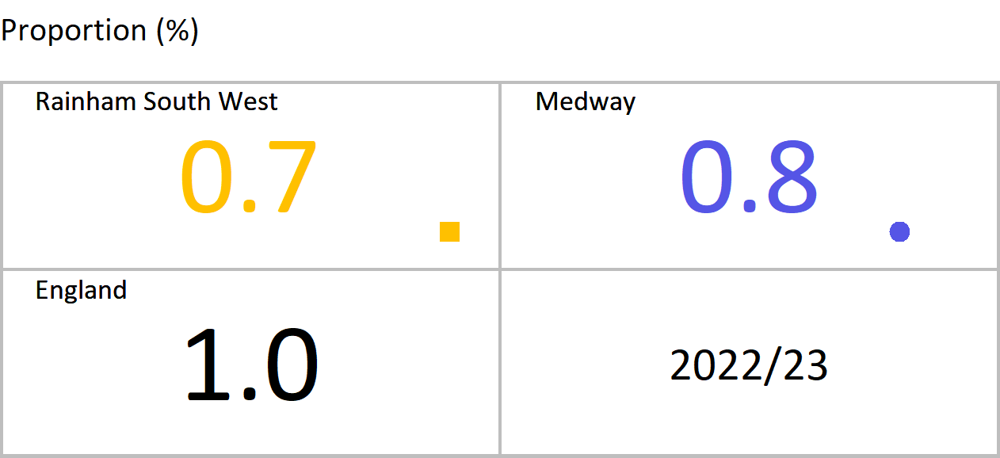 Proportion (%)
Rainham South West
0.7
Medway
0.8
England
1.0
2022/23